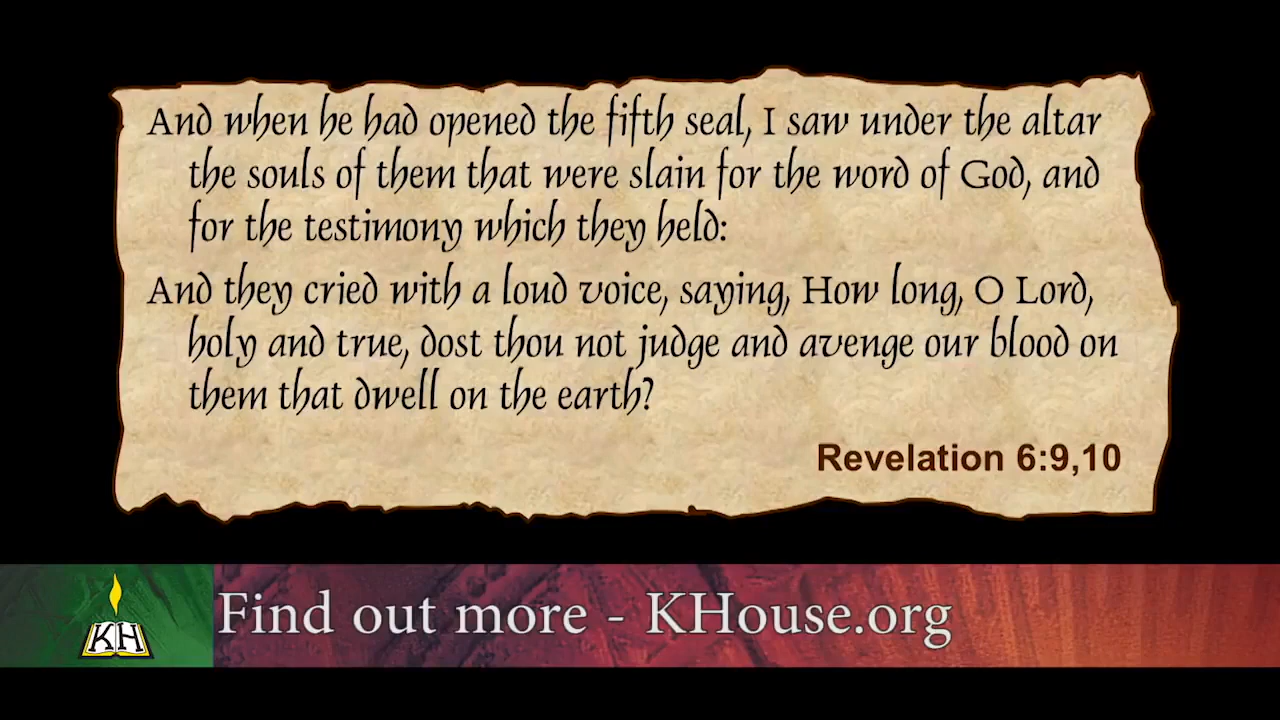 And when he had opened the fifth seal, I saw under the altar
the souls of them that were slain for the word of God, and
for the testimony which they held:
And they cried with a loud voice, saying, How long, O Lord,
holy and true, dost thou not judge and avenge our blood on
them that dwell on the earth?
Revelation 6:9,10
KH
Find out more - KHouse.org